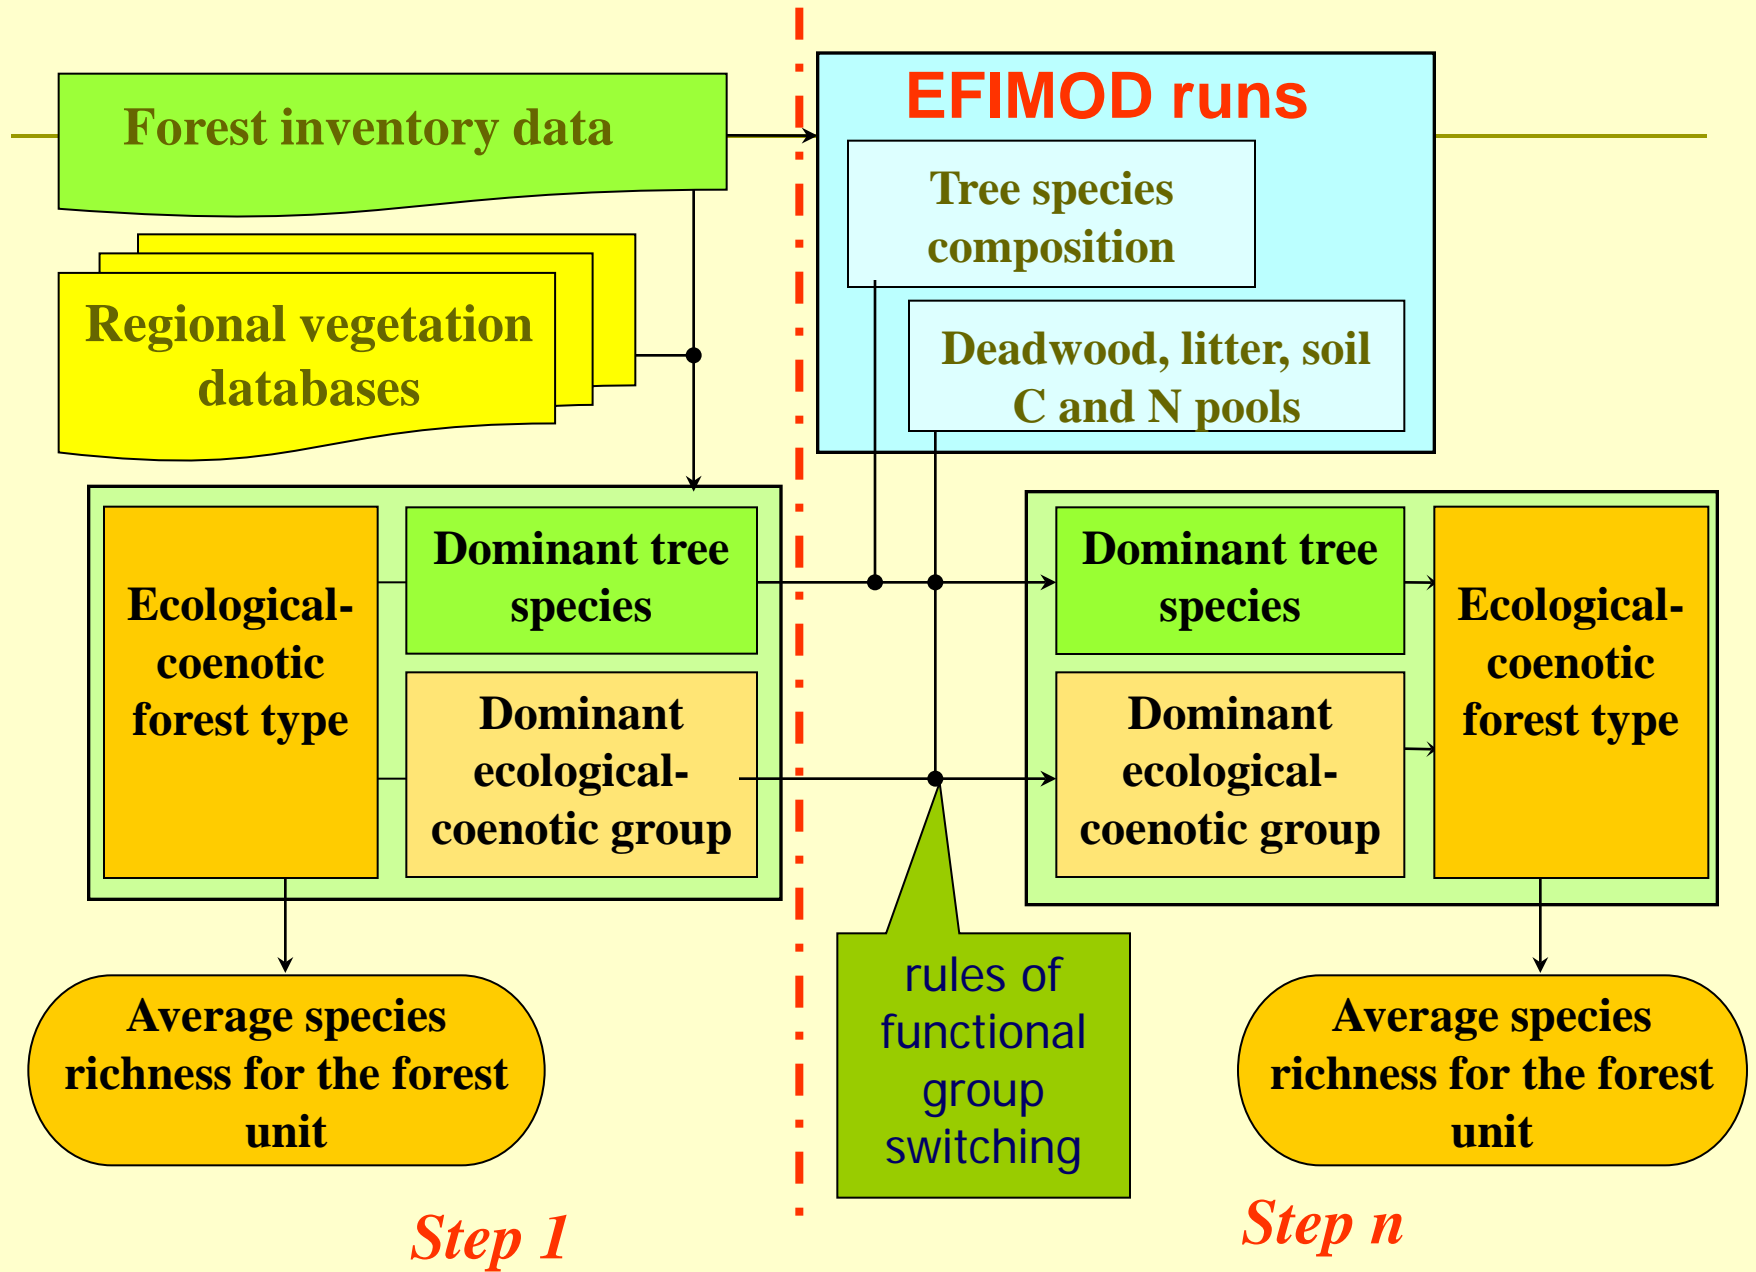 Forest inventory data
Regional vegetation
databases
EFIMOD runs
Tree species
composition
Deadwood, litter, soil
C and N pools
Ecological-
coenotic
forest type
Dominant tree
species
Dominant
ecological-
coenotic group
Dominant tree
species
Dominant
ecological-
coenotic group
Ecological-
coenotic
forest type
Average species
richness for the forest
unit
rules of
functional
group
switching
Average species
richness for the forest
unit
Step 1
Step n